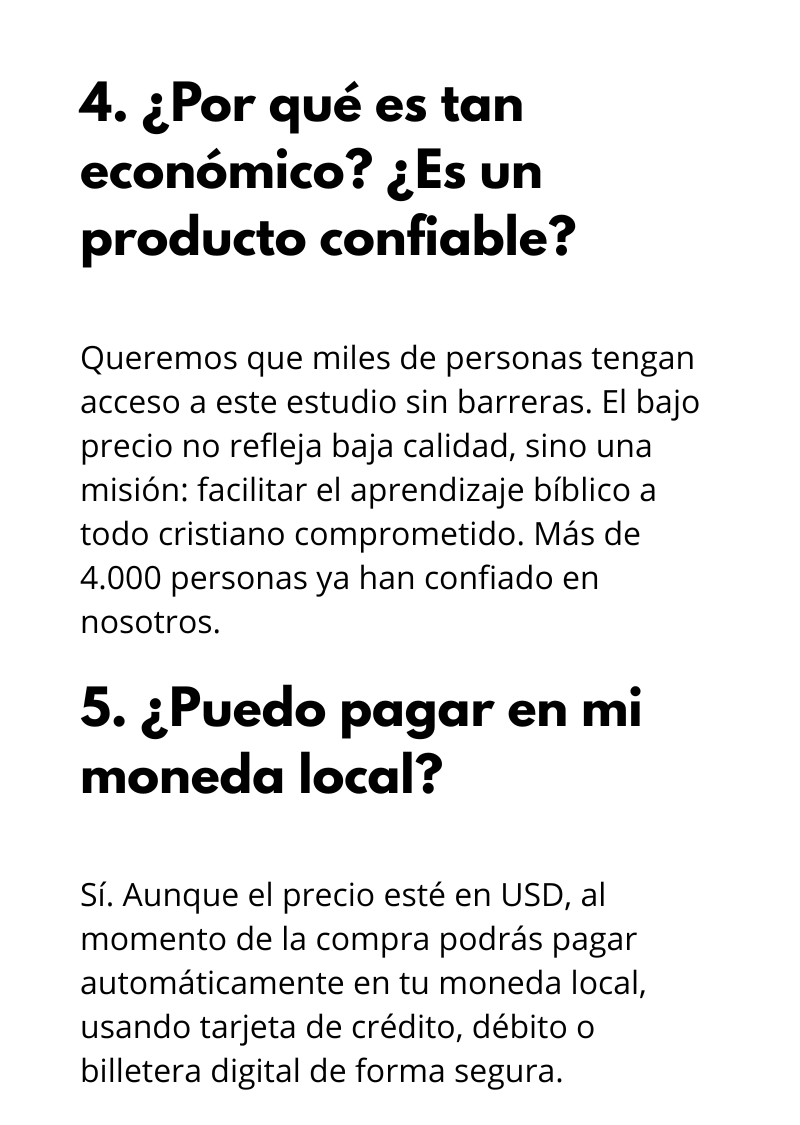 4. ¿Por qué es tan
económico? ¿Es un
producto confiable?
Queremos que miles de personas tengan
acceso a este estudio sin barreras. El bajo
precio no refleja baja calidad, sino una
misión: facilitar el aprendizaje bíblico a
todo cristiano comprometido. Más de
4.000 personas ya han confiado en
nosotros.
5. ¿Puedo pagar en mi
moneda local?
Sí. Aunque el precio esté en USD, al
momento de la compra podrás pagar
automáticamente en tu moneda local,
usando tarjeta de crédito, débito o
billetera digital de forma segura.